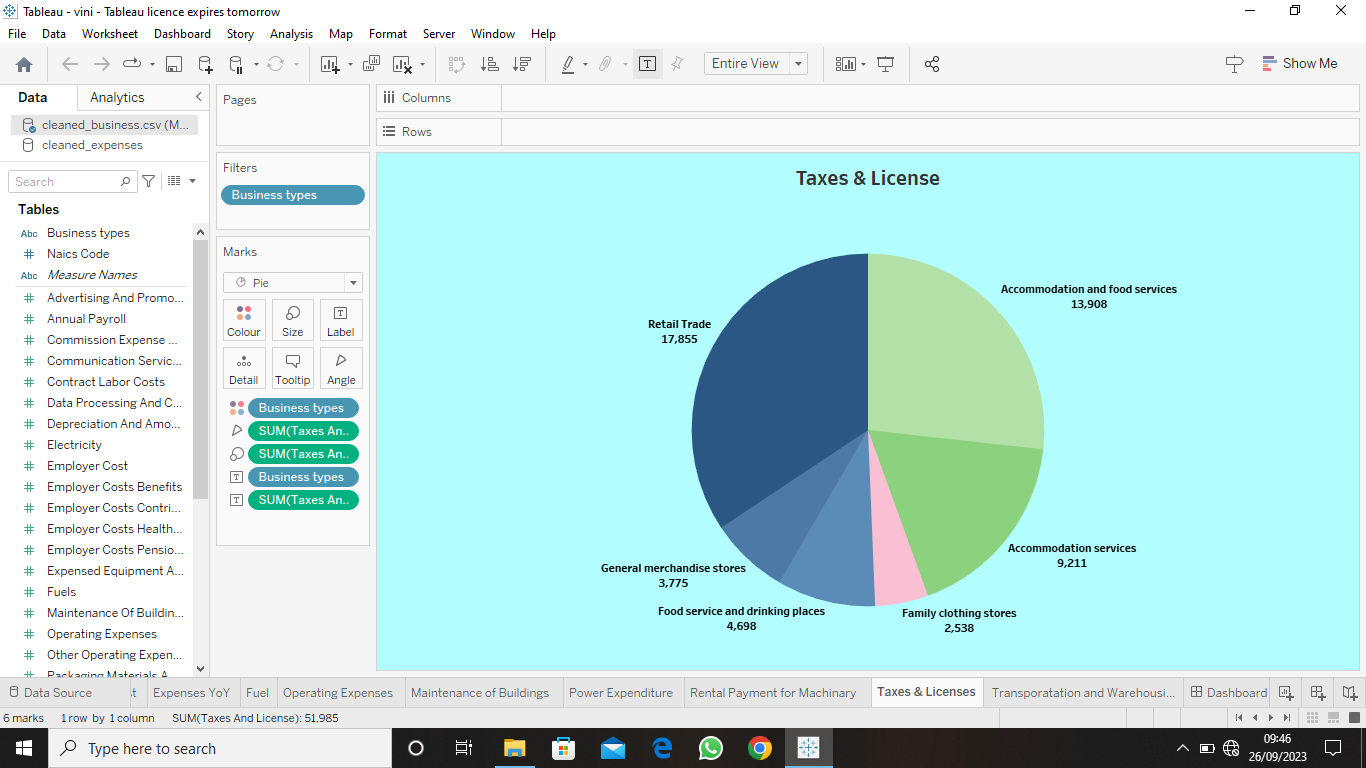 Tableau - vini - Tableau licence expires tomorrow
File Data Worksheet Dashboard Story Analysis Map Format Server Window Help
Entire View
Show Me
Data Analytics
cleaned_business.csv (M...
cleaned_expenses
Search
Tables
Abc Business types
# Naics Code
Abc Measure Names
# Advertising And Promo...
# Annual Payroll
# Commission Expense ...
# Communication Servic...
# Contract Labor Costs
# Data Processing And C...
# Depreciation And Amo...
# Electricity
# Employer Cost
# Employer Costs Benefits
# Employer Costs Contri...
# Employer Costs Health...
# Employer Costs Pensio...
# Expensed Equipment A...
# Fuels
# Maintenance Of Buildin...
# Operating Expenses
# Other Operating Expen...
# Packaging Materials A
Pages
Filters
Business types
Marks
Pie
Colour Size Label
Detail Tooltip Angle
Business types
SUM(Taxes An..
SUM(Taxes An..
Business types
SUM(Taxes An..
Columns
Rows
Taxes & License
Accommodation and food services
13,908
Retail Trade
17,855
Accommodation services
9,211
General merchandise stores
3,775
Food service and drinking places
4,698
Family clothing stores
2,538
Data Source Expenses YoY Fuel Operating Expenses Maintenance of Buildings Power Expenditure Rental Payment for Machinary Taxes & Licenses Transporatation and Warehousi... Dashboard
6 marks 1 row by 1 column SUM(Taxes And License): 51,985
Type here to search
09:46
26/09/2023